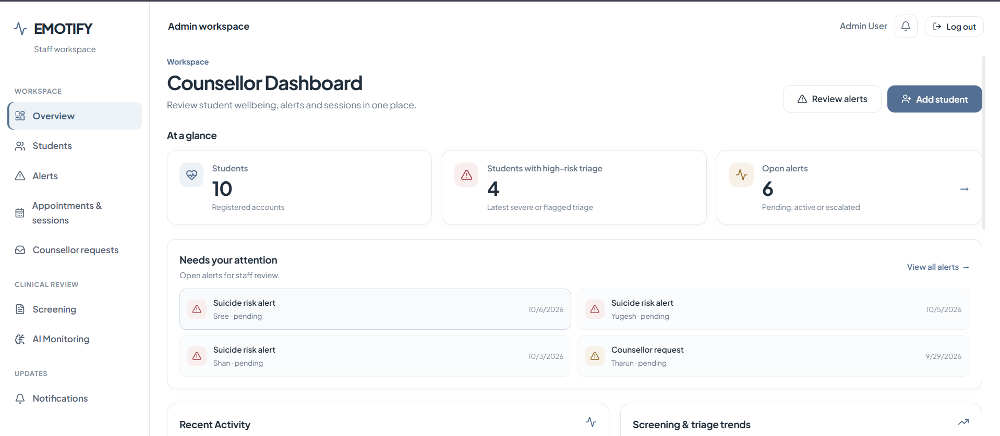 EMOTIFY
Staff workspace
WORKSPACE
Overview
Students
Alerts
Appointments &
sessions
Counsellor requests
CLINICAL REVIEW
Screening
AI Monitoring
UPDATES
Notifications
Admin workspace
Admin User
Log out
Workspace
Counsellor Dashboard
Review student wellbeing, alerts and sessions in one place.
Review alerts
Add student
At a glance
Students
10
Registered accounts
Students with high-risk triage
4
Latest severe or flagged triage
Open alerts
6
Pending, active or escalated
→
Needs your attention
Open alerts for staff review.
View all alerts →
Suicide risk alert
Sree · pending
10/6/2026
Suicide risk alert
Yugesh · pending
10/5/2026
Suicide risk alert
Shan · pending
10/3/2026
Counsellor request
Tharun · pending
9/29/2026
Recent Activity
Screening & triage trends